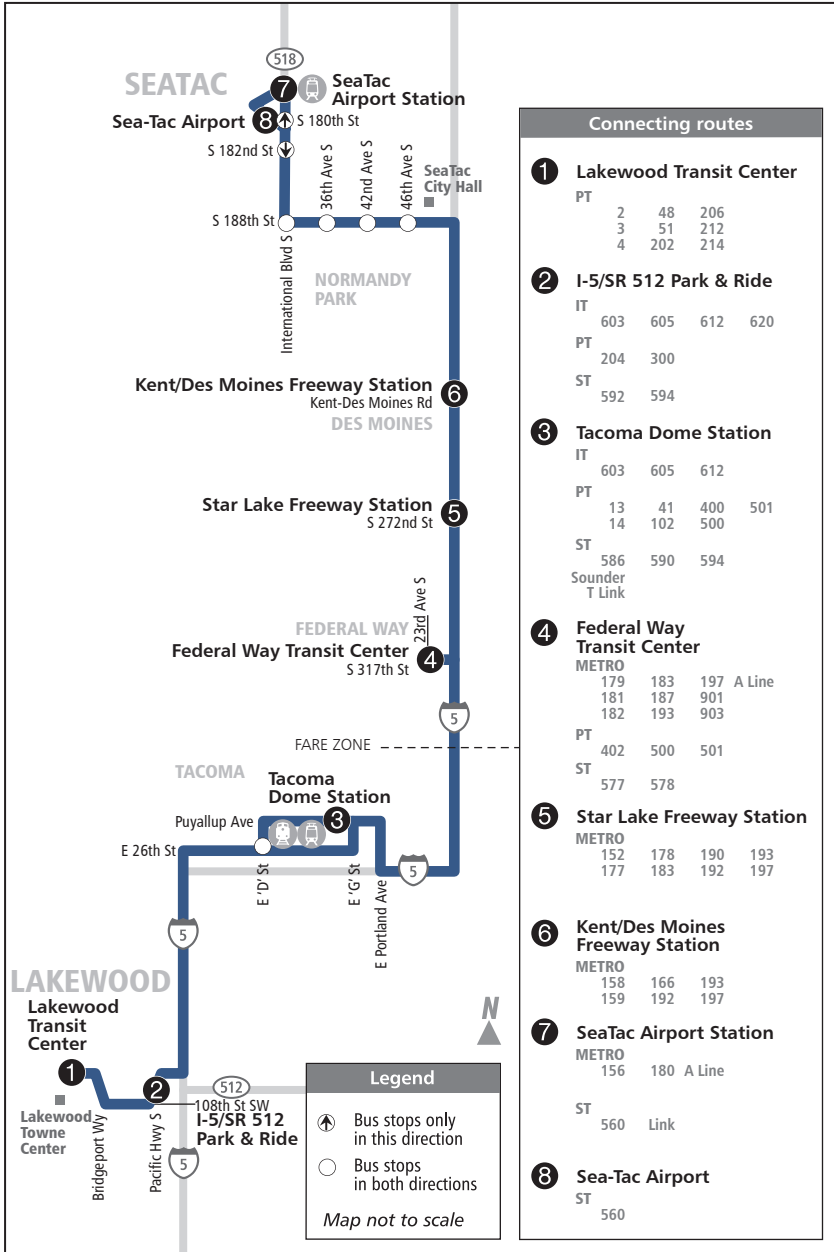 518
SEATAC
7
SeaTac
Airport Station
Sea-Tac Airport
8
S 180th St
S 182nd St
36th Ave S
42nd Ave S
46th Ave S
SeaTac
City Hall
S 188th St
International Blvd S
NORMANDY
PARK
Kent/Des Moines Freeway Station
Kent-Des Moines Rd
6
DES MOINES
Star Lake Freeway Station
S 272nd St
5
23rd Ave S
FEDERAL WAY
Federal Way Transit Center
S 317th St
4
5
FARE ZONE
TACOMA
Tacoma
Dome Station
Puyallup Ave
3
E 26th St
E 'D' St
E 'G' St
E Portland Ave
5
5
LAKEWOOD
Lakewood
Transit
Center
1
2
512
108th St SW
I-5/SR 512
Park & Ride
Lakewood
Towne
Center
Bridgeport Wy
Pacific Hwy S
5
N
Legend
Bus stops only
in this direction
Bus stops
in both directions
Map not to scale
Connecting routes
1 Lakewood Transit Center
PT
2 48 206
3 51 212
4 202 214
2 I-5/SR 512 Park & Ride
IT
603 605 612 620
PT
204 300
ST
592 594
3 Tacoma Dome Station
IT
603 605 612
PT
13 41 400 501
14 102 500
ST
586 590 594
Sounder
T Link
4 Federal Way
Transit Center
METRO
179 183 197 A Line
181 187 901
182 193 903
PT
402 500 501
ST
577 578
5 Star Lake Freeway Station
METRO
152 178 190 193
177 183 192 197
6 Kent/Des Moines
Freeway Station
METRO
158 166 193
159 192 197
7 SeaTac Airport Station
METRO
156 180 A Line
ST
560 Link
8 Sea-Tac Airport
ST
560